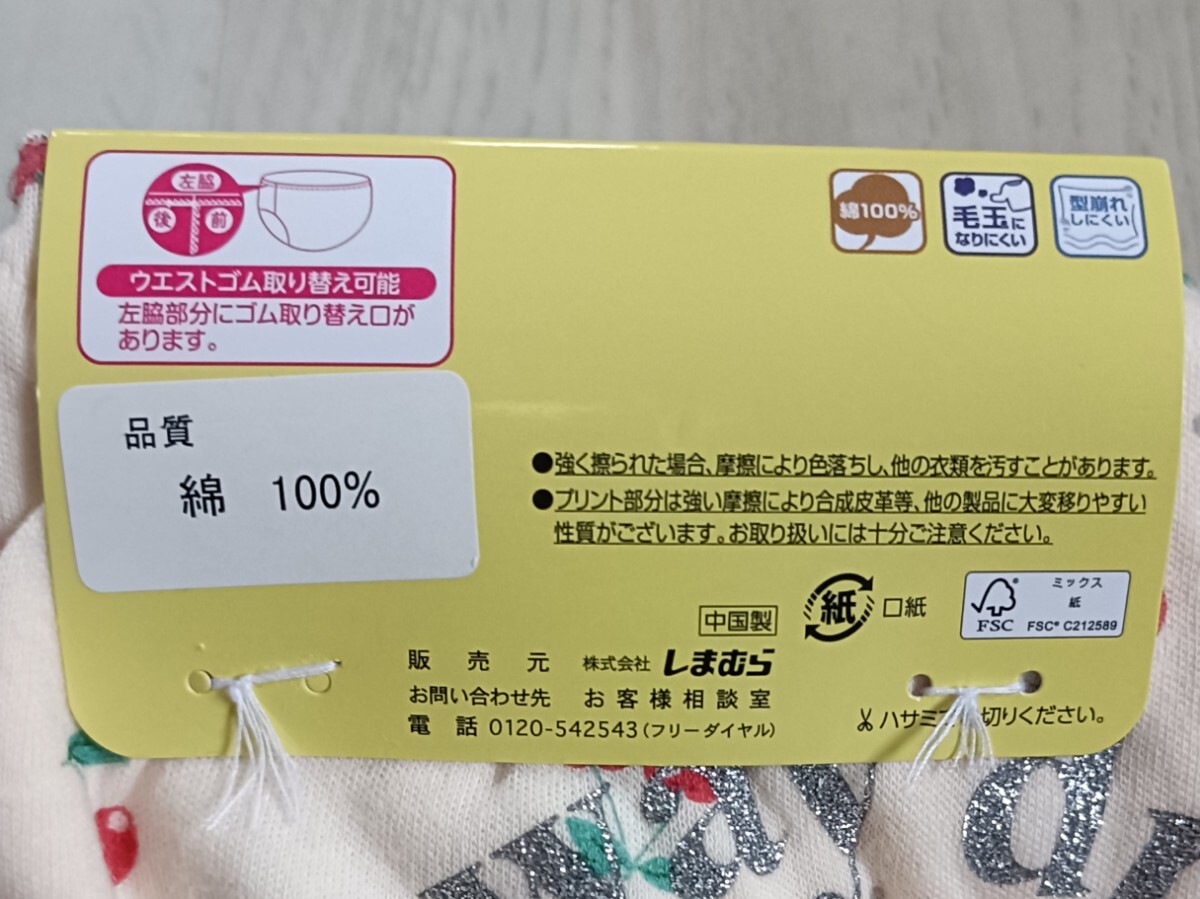 左脇
後 前
ウエストゴム取り替え可能
左脇部分にゴム取り替え口が
あります。
綿100%
毛玉に
なりにくい
型崩れ
しにくい
品質
綿 100%
●強く擦られた場合、摩擦により色落ちし、他の衣類を汚すことがあります。
●プリント部分は強い摩擦により合成皮革等、他の製品に大変移りやすい
性質がございます。お取り扱いには十分ご注意ください。
中国製
紙 口紙
FSC
ミックス
紙
FSC® C212589
販売元 株式会社 しまむら
お問い合わせ先 お客様相談室
電話 0120-542543(フリーダイヤル)
ハサミ 切りください。